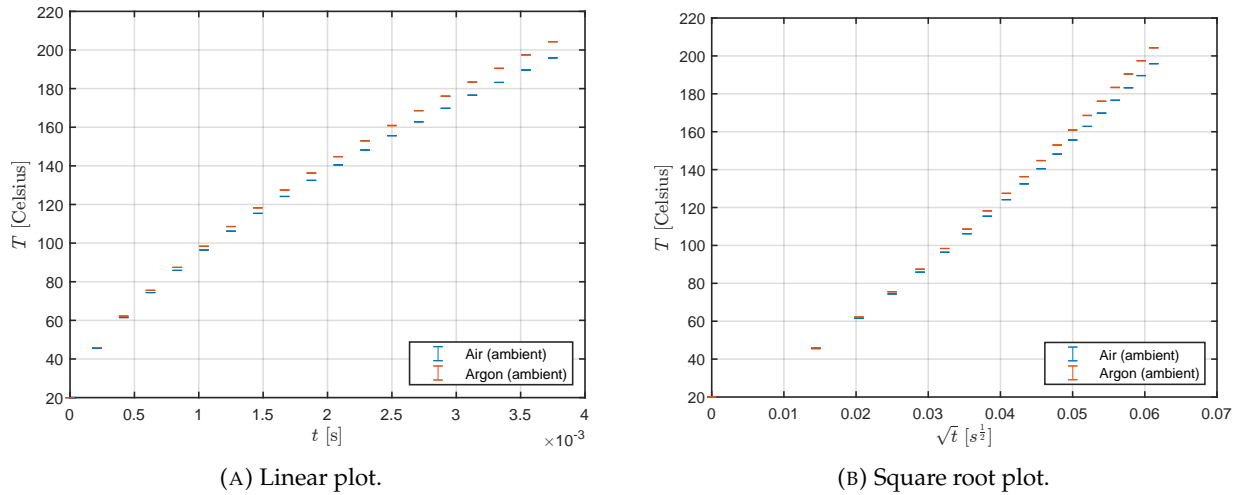 220
200
180
160
140
120
100
80
60
40
20
T [Celsius]
0 0.5 1 1.5 2 2.5 3 3.5 4
×10⁻³
t [s]
Air (ambient)
Argon (ambient)
(A) Linear plot.
220
200
180
160
140
120
100
80
60
40
20
T [Celsius]
0 0.01 0.02 0.03 0.04 0.05 0.06 0.07
√t [s^{1/2}]
Air (ambient)
Argon (ambient)
(B) Square root plot.